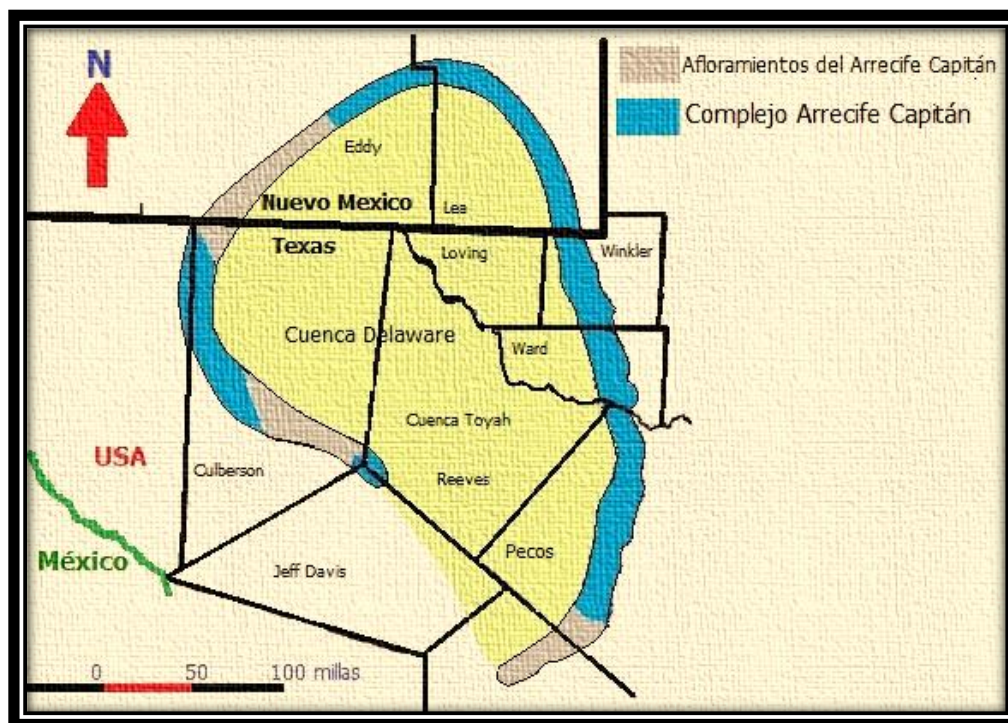 N
Afloramientos del Arrecife Capitán
Complejo Arrecife Capitán
Eddy
Nuevo Mexico
Lea
Texas
Loving
Winkler
Cuenca Delaware
Ward
Cuenca Toyah
USA
Culberson
Reeves
México
Jeff Davis
Pecos
0 50 100 millas